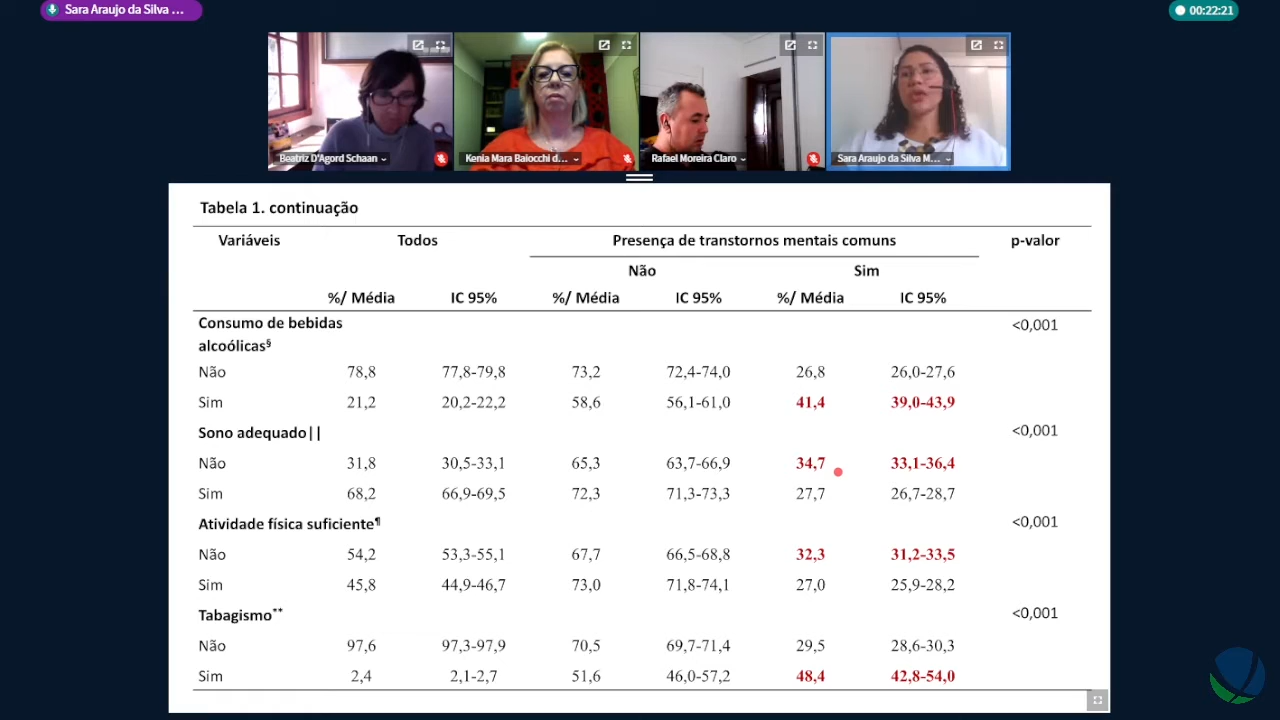 Sara Araujo da Silva ...
00:22:21
Beatriz D'Agord Schaan
Kenia Mara Baiocchi d...
Rafael Moreira Claro
Sara Araujo da Silva M...
Tabela 1. continuação
Variáveis Todos Presença de transtornos mentais comuns p-valor
Não Sim
%/ Média IC 95% %/ Média IC 95% %/ Média IC 95%
Consumo de bebidas
alcoólicas§ <0,001
Não 78,8 77,8-79,8 73,2 72,4-74,0 26,8 26,0-27,6
Sim 21,2 20,2-22,2 58,6 56,1-61,0 41,4 39,0-43,9
Sono adequado|| <0,001
Não 31,8 30,5-33,1 65,3 63,7-66,9 34,7 33,1-36,4
Sim 68,2 66,9-69,5 72,3 71,3-73,3 27,7 26,7-28,7
Atividade física suficiente¶ <0,001
Não 54,2 53,3-55,1 67,7 66,5-68,8 32,3 31,2-33,5
Sim 45,8 44,9-46,7 73,0 71,8-74,1 27,0 25,9-28,2
Tabagismo** <0,001
Não 97,6 97,3-97,9 70,5 69,7-71,4 29,5 28,6-30,3
Sim 2,4 2,1-2,7 51,6 46,0-57,2 48,4 42,8-54,0